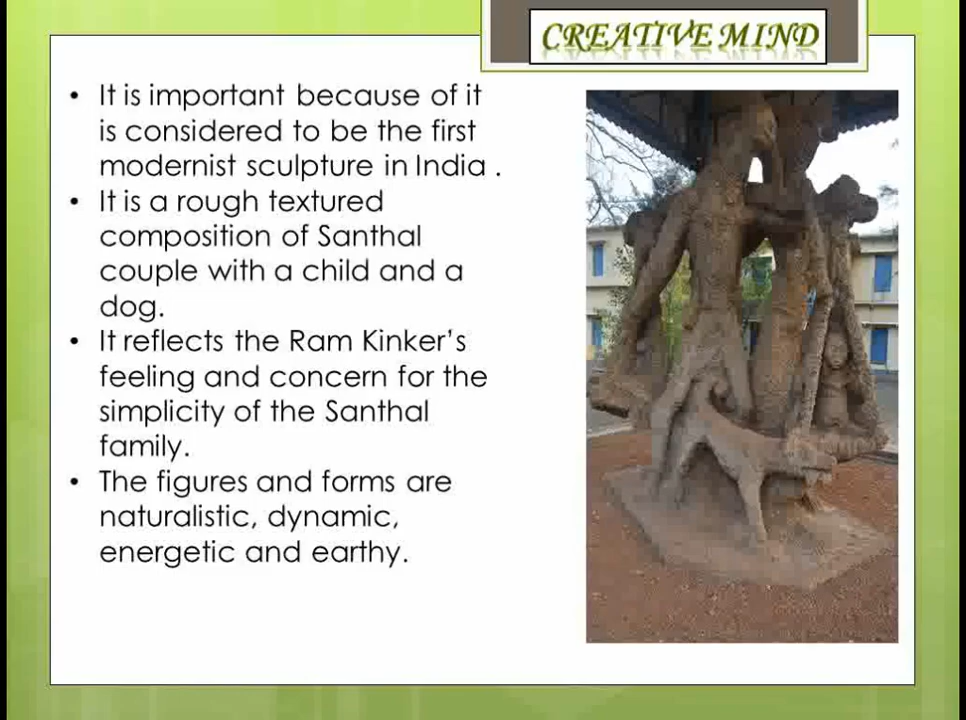 CREATIVE MIND
• It is important because of it
is considered to be the first
modernist sculpture in India .
• It is a rough textured
composition of Santhal
couple with a child and a
dog.
• It reflects the Ram Kinker’s
feeling and concern for the
simplicity of the Santhal
family.
• The figures and forms are
naturalistic, dynamic,
energetic and earthy.